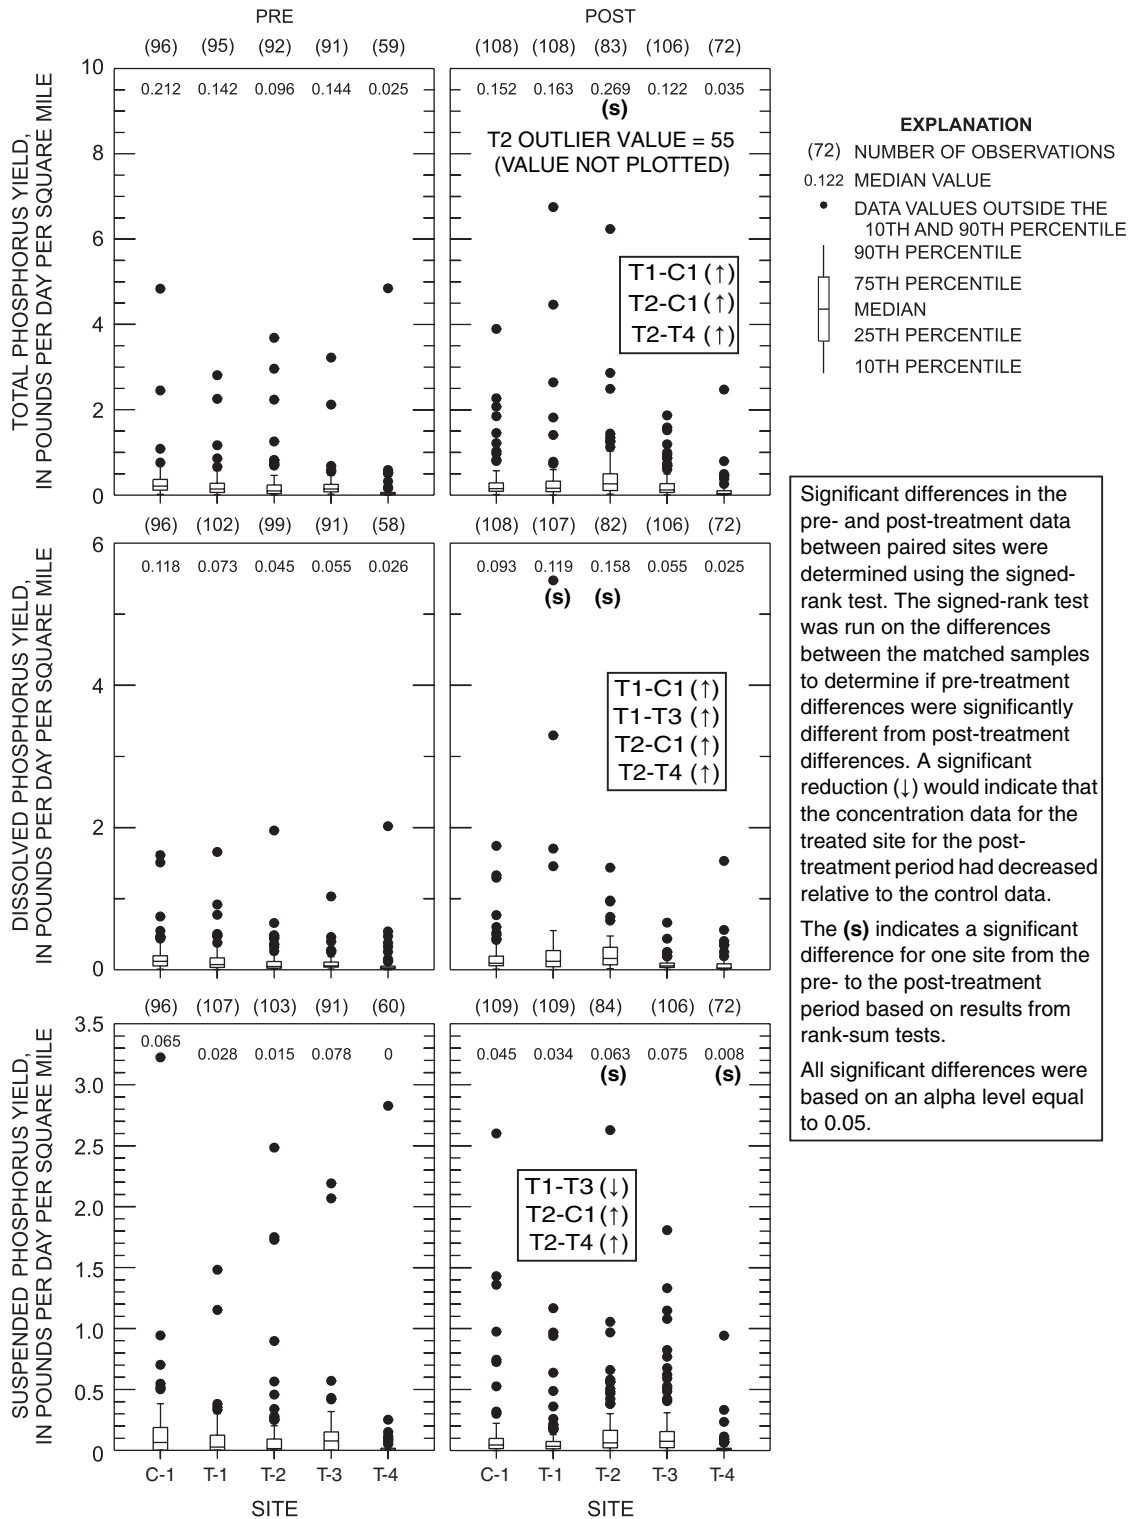 PRE
POST
(96) (95) (92) (91) (59)
(108) (108) (83) (106) (72)
TOTAL PHOSPHORUS YIELD,
IN POUNDS PER DAY PER SQUARE MILE
10
8
6
4
2
0
0.212 0.142 0.096 0.144 0.025
0.152 0.163 0.269 0.122 0.035
(s)
T2 OUTLIER VALUE = 55
(VALUE NOT PLOTTED)
T1-C1 (↑)
T2-C1 (↑)
T2-T4 (↑)
EXPLANATION
(72) NUMBER OF OBSERVATIONS
0.122 MEDIAN VALUE
DATA VALUES OUTSIDE THE
10TH AND 90TH PERCENTILE
90TH PERCENTILE
75TH PERCENTILE
MEDIAN
25TH PERCENTILE
10TH PERCENTILE
(96) (102) (99) (91) (58)
(108) (107) (82) (106) (72)
DISSOLVED PHOSPHORUS YIELD,
IN POUNDS PER DAY PER SQUARE MILE
6
4
2
0
0.118 0.073 0.045 0.055 0.026
0.093 0.119 0.158 0.055 0.025
(s) (s)
T1-C1 (↑)
T1-T3 (↑)
T2-C1 (↑)
T2-T4 (↑)
Significant differences in the
pre- and post-treatment data
between paired sites were
determined using the signed-
rank test. The signed-rank test
was run on the differences
between the matched samples
to determine if pre-treatment
differences were significantly
different from post-treatment
differences. A significant
reduction (↓) would indicate that
the concentration data for the
treated site for the post-
treatment period had decreased
relative to the control data.
The (s) indicates a significant
difference for one site from the
pre- to the post-treatment
period based on results from
rank-sum tests.
All significant differences were
based on an alpha level equal
to 0.05.
(96) (107) (103) (91) (60)
(109) (109) (84) (106) (72)
SUSPENDED PHOSPHORUS YIELD,
IN POUNDS PER DAY PER SQUARE MILE
3.5
3.0
2.5
2.0
1.5
1.0
0.5
0
0.065 0.028 0.015 0.078 0
0.045 0.034 0.063 0.075 0.008
(s) (s)
T1-T3 (↓)
T2-C1 (↑)
T2-T4 (↑)
C-1 T-1 T-2 T-3 T-4
C-1 T-1 T-2 T-3 T-4
SITE
SITE